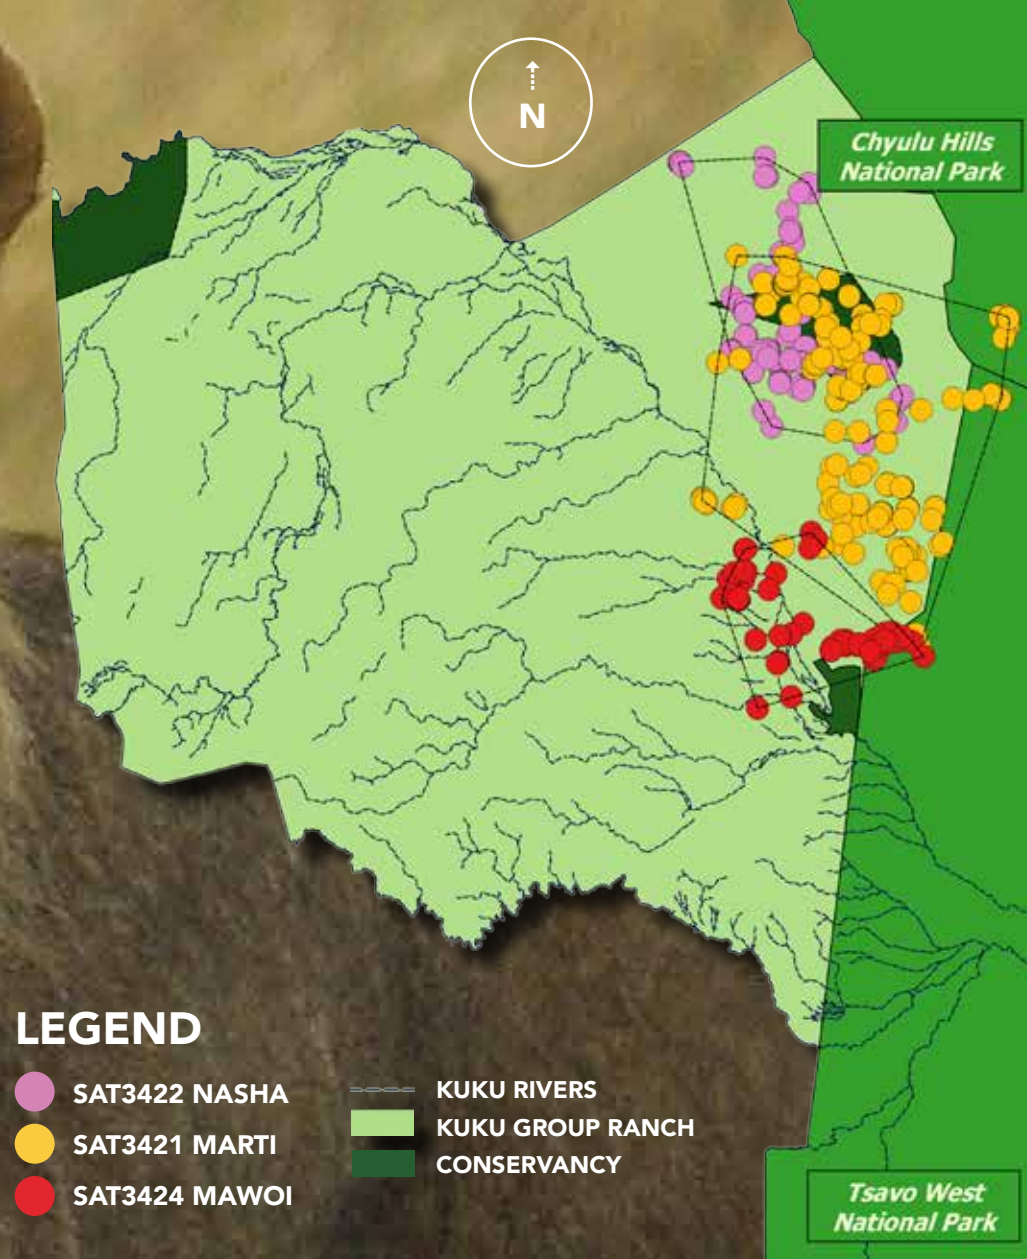 N
Chyulu Hills
National Park
LEGEND
SAT3422 NASHA
SAT3421 MARTI
SAT3424 MAWOI
KUKU RIVERS
KUKU GROUP RANCH
CONSERVANCY
Tsavo West
National Park